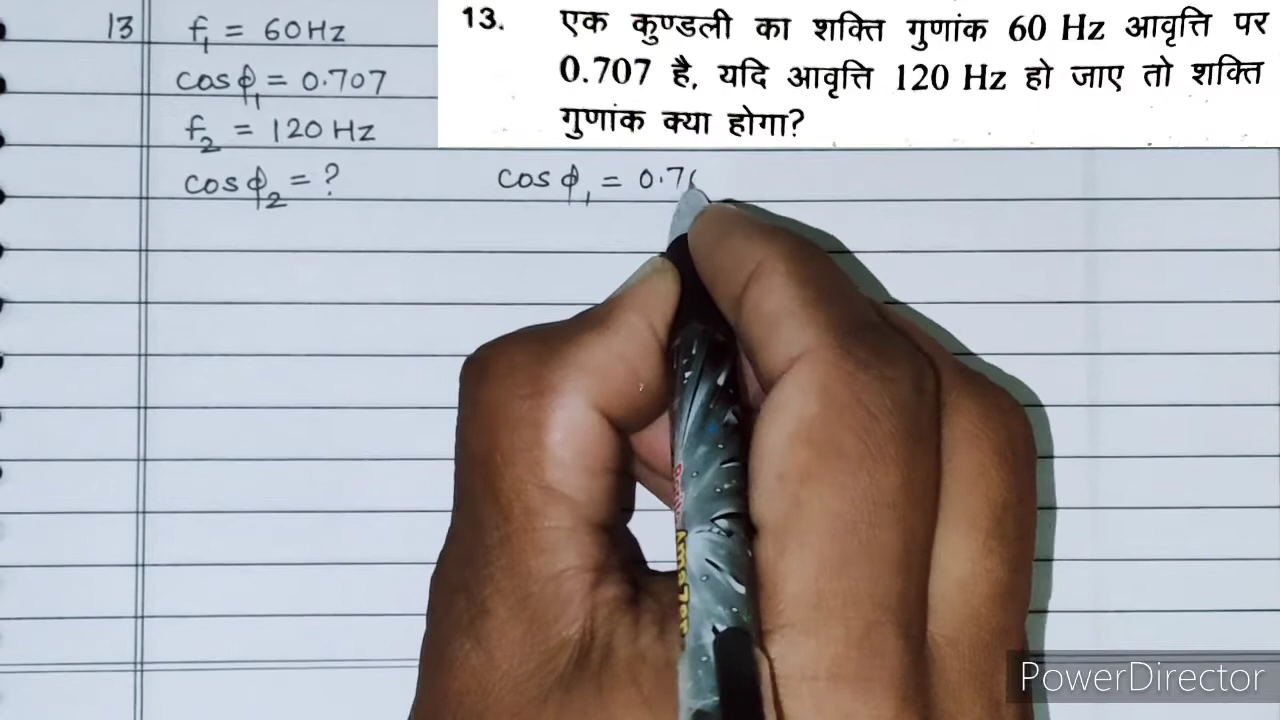 13 f₁ = 60Hz
cosϕ₁ = 0.707
f₂ = 120Hz
cosϕ₂ = ?
13. एक कुण्डली का शक्ति गुणांक 60 Hz आवृत्ति पर
0.707 है, यदि आवृत्ति 120 Hz हो जाए तो शक्ति
गुणांक क्या होगा?
cosϕ₁ = 0.70
PowerDirector